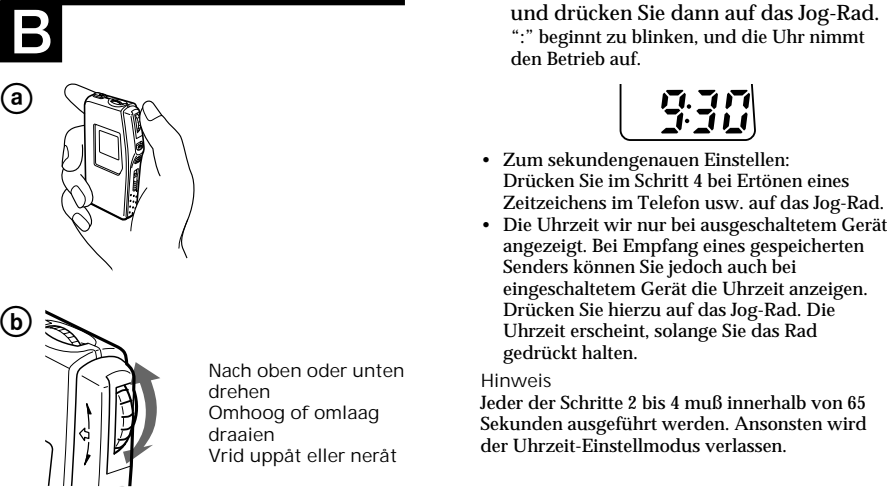 B
a
b
Nach oben oder unten
drehen
Omhoog of omlaag
draaien
Vrid uppåt eller neråt
und drücken Sie dann auf das Jog-Rad.
“:” beginnt zu blinken, und die Uhr nimmt
den Betrieb auf.
9:30
• Zum sekundengenauen Einstellen:
Drücken Sie im Schritt 4 bei Ertönen eines
Zeitzeichens im Telefon usw. auf das Jog-Rad.
• Die Uhrzeit wir nur bei ausgeschaltetem Gerät
angezeigt. Bei Empfang eines gespeicherten
Senders können Sie jedoch auch bei
eingeschaltetem Gerät die Uhrzeit anzeigen.
Drücken Sie hierzu auf das Jog-Rad. Die
Uhrzeit erscheint, solange Sie das Rad
gedrückt halten.
Hinweis
Jeder der Schritte 2 bis 4 muß innerhalb von 65
Sekunden ausgeführt werden. Ansonsten wird
der Uhrzeit-Einstellmodus verlassen.